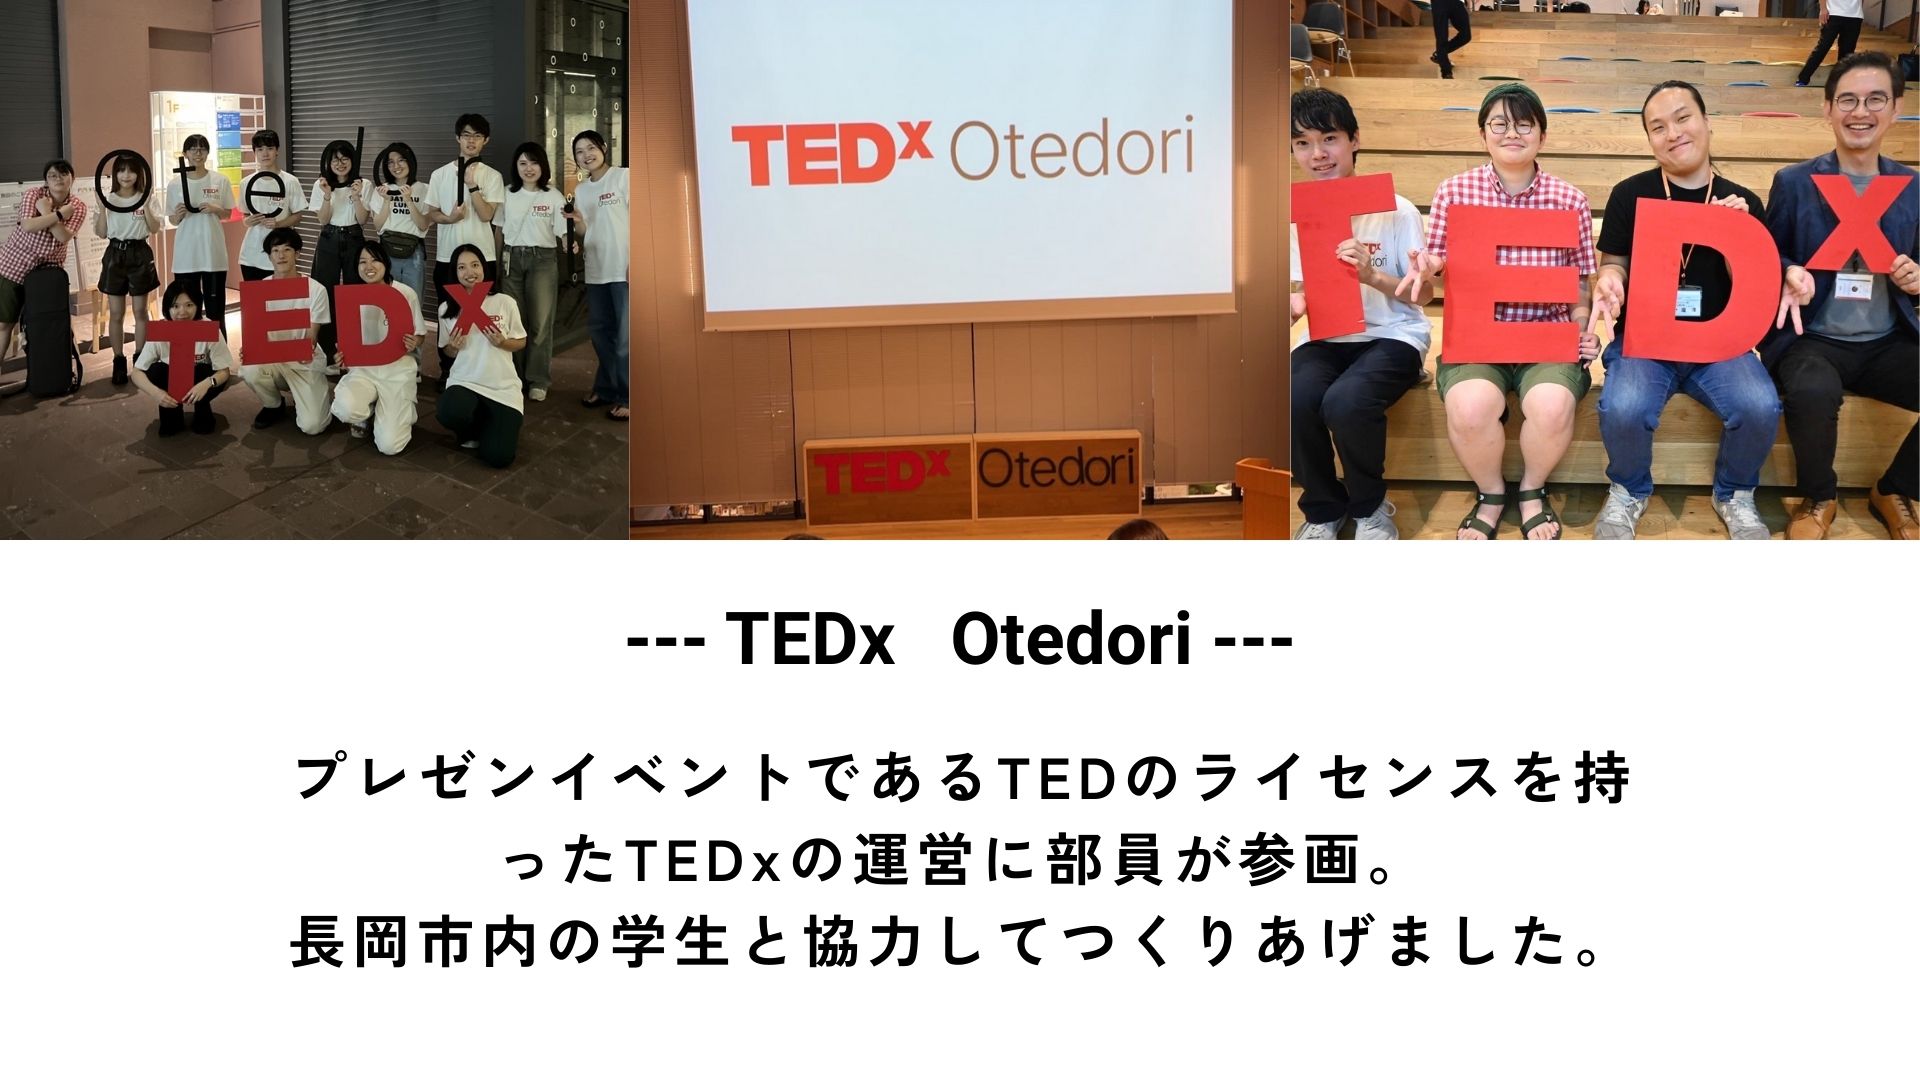 1F
Otedori
TEDx
TEDx Otedori
TEDx Otedori
TEDx
--- TEDx Otedori ---
プレゼンイベントであるTEDのライセンスを持
ったTEDxの運営に部員が参画。
長岡市内の学生と協力してつくりあげました。